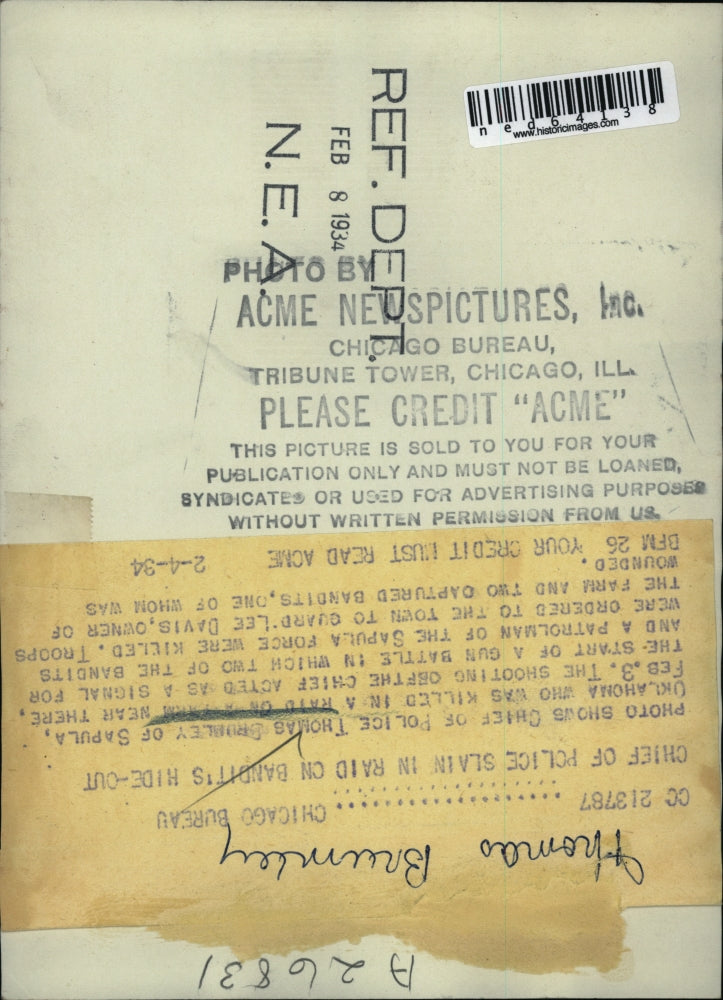 ned64138
www.historicimages.com
REF. DEPT.
FEB 8 1934
N.E.A.
PHOTO BY
ACME NEWSPICTURES, Inc.
CHICAGO BUREAU,
TRIBUNE TOWER, CHICAGO, ILL.
PLEASE CREDIT "ACME"
THIS PICTURE IS SOLD TO YOU FOR YOUR
PUBLICATION ONLY AND MUST NOT BE LOANED,
SYNDICATED OR USED FOR ADVERTISING PURPOSES
WITHOUT WRITTEN PERMISSION FROM US.
A26831
Thomas Brumley
CC 213787 .................. CHICAGO BUREAU
CHIEF OF POLICE SLAIN IN RAID ON BANDIT'S HIDE-OUT
PHOTO SHOWS CHIEF OF POLICE THOMAS BRUMLEY OF SAPULA,
OKLAHOMA WHO WAS KILLED IN A RAID ON A FARM NEAR THERE,
FEB.3. THE SHOOTING OFTHE CHIEF ACTED AS A SIGNAL FOR
THE START OF A GUN BATTLE IN WHICH TWO OF THE BANDITS
AND A PATROLMAN OF THE SAPULA FORCE WERE KILLED. TROOPS
WERE ORDERED TO THE TOWN TO GUARD LEE DAVIS,OWNER OF
THE FARM AND TWO CAPTURED BANDITS,ONE OF WHOM WAS
WOUNDED.
BFM 26 YOUR CREDIT MUST READ ACME 2-4-34